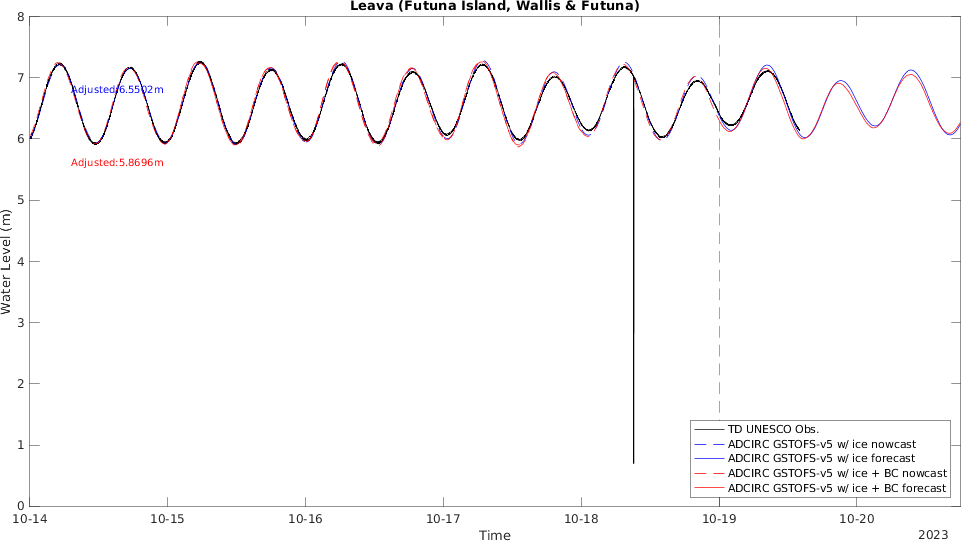 Leava (Futuna Island, Wallis & Futuna)
8
7
6
5
4
3
2
1
0
Water Level (m)
Adjusted:6.5502m
Adjusted:5.8696m
TD UNESCO Obs.
ADCIRC GSTOFS-v5 w/ ice nowcast
ADCIRC GSTOFS-v5 w/ ice forecast
ADCIRC GSTOFS-v5 w/ ice + BC nowcast
ADCIRC GSTOFS-v5 w/ ice + BC forecast
10-14 10-15 10-16 10-17 10-18 10-19 10-20
Time
2023